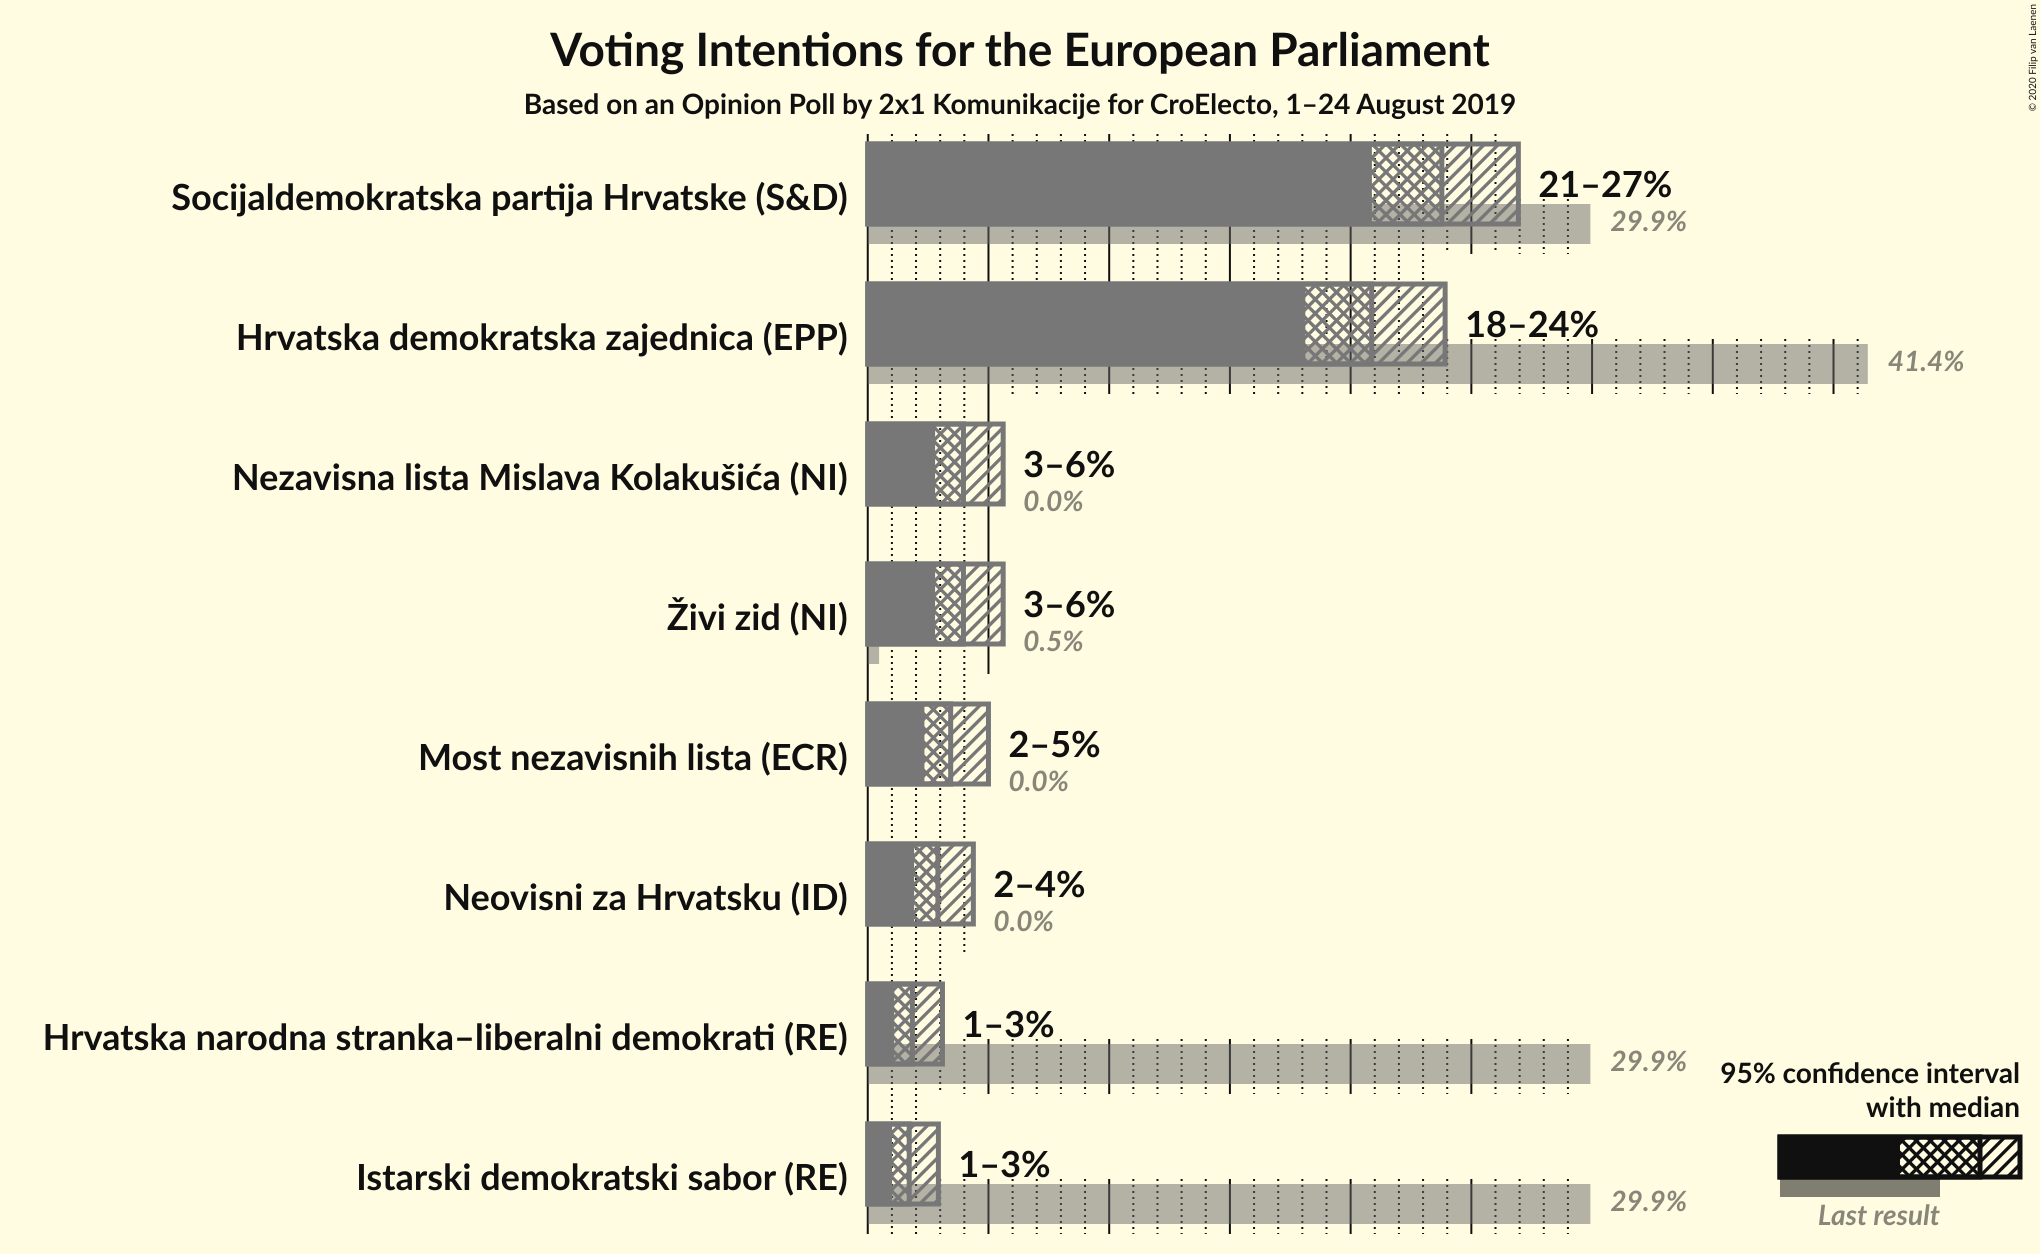 Voting Intentions for the European Parliament
Based on an Opinion Poll by 2x1 Komunikacije for CroElecto, 1–24 August 2019
© 2020 Filip van Laenen
Socijaldemokratska partija Hrvatske (S&D)
21–27%
29.9%
Hrvatska demokratska zajednica (EPP)
18–24%
41.4%
Nezavisna lista Mislava Kolakušića (NI)
3–6%
0.0%
Živi zid (NI)
3–6%
0.5%
Most nezavisnih lista (ECR)
2–5%
0.0%
Neovisni za Hrvatsku (ID)
2–4%
0.0%
Hrvatska narodna stranka–liberalni demokrati (RE)
1–3%
29.9%
Istarski demokratski sabor (RE)
1–3%
29.9%
95% confidence interval
with median
Last result